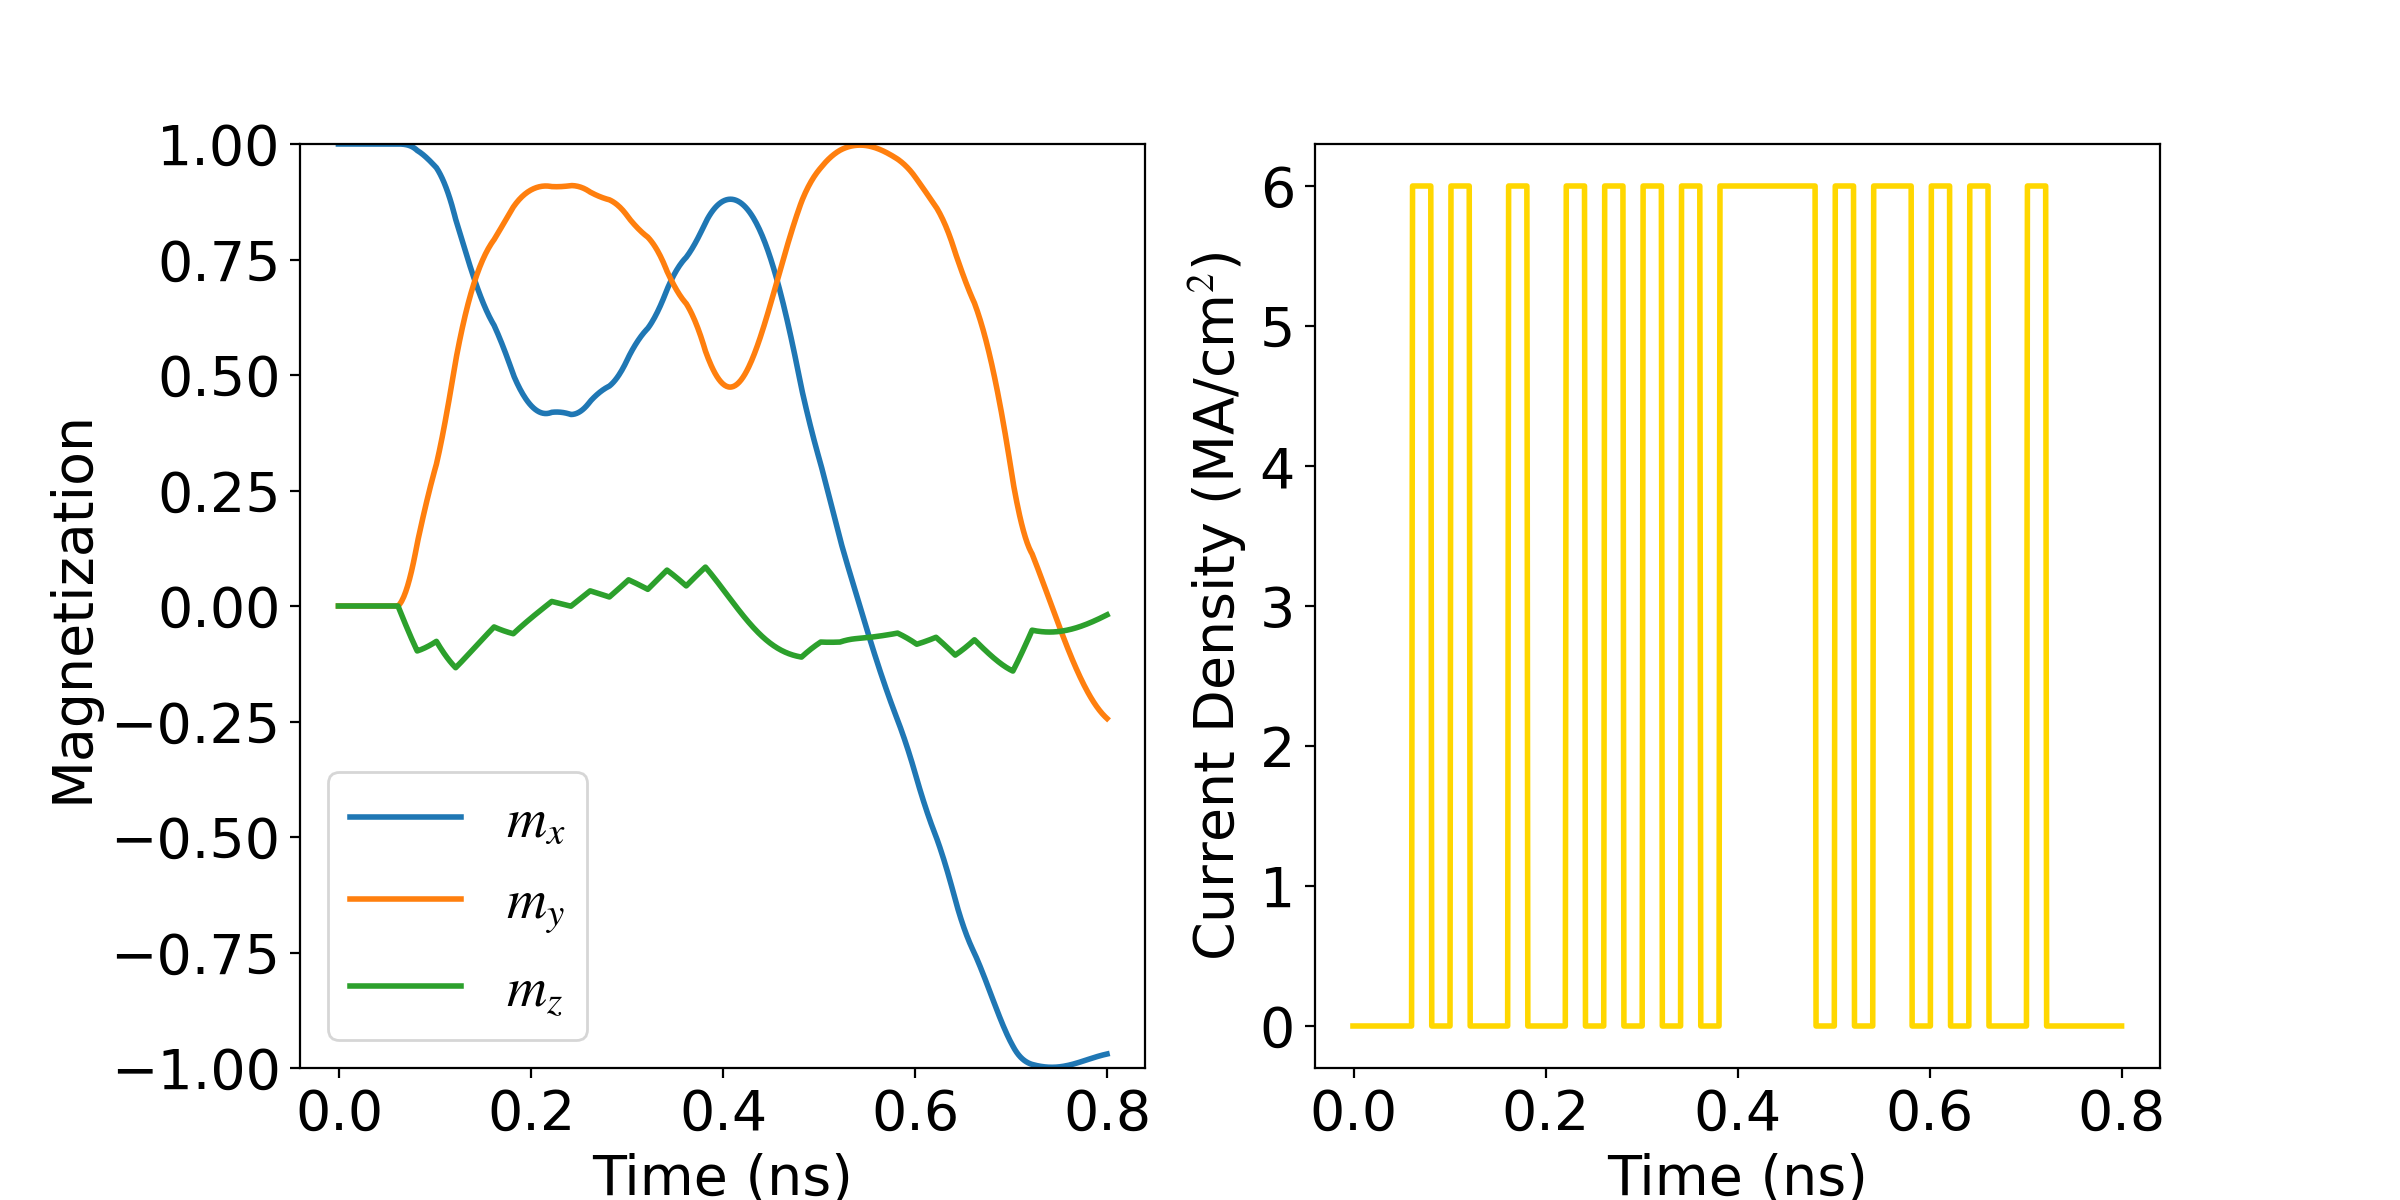 Magnetization
1.00
0.75
0.50
0.25
0.00
−0.25
−0.50
−0.75
−1.00
m_x
m_y
m_z
0.0 0.2 0.4 0.6 0.8
Time (ns)
Current Density (MA/cm²)
6
5
4
3
2
1
0
0.0 0.2 0.4 0.6 0.8
Time (ns)